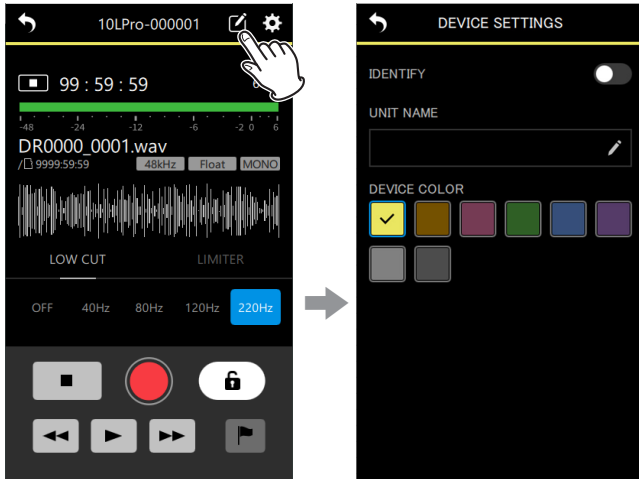 10LPro-000001
99 : 59 : 59
-48 -24 -12 -6 -2 0 6
DR0000_0001.wav
/ 9999:59:59 48kHz Float MONO
LOW CUT LIMITER
OFF 40Hz 80Hz 120Hz 220Hz
DEVICE SETTINGS
IDENTIFY
UNIT NAME
DEVICE COLOR